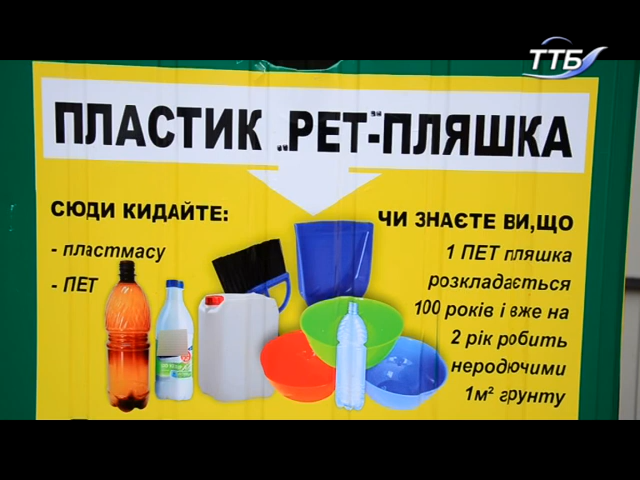 ТТБ
ПЛАСТИК „РЕТ-ПЛЯШКА
СЮДИ КИДАЙТЕ:
- пластмасу
- ПЕТ
ЧИ ЗНАЄТЕ ВИ,ЩО
1 ПЕТ пляшка
розкладається
100 років і вже на
2 рік робить
неродючими
1м² грунту